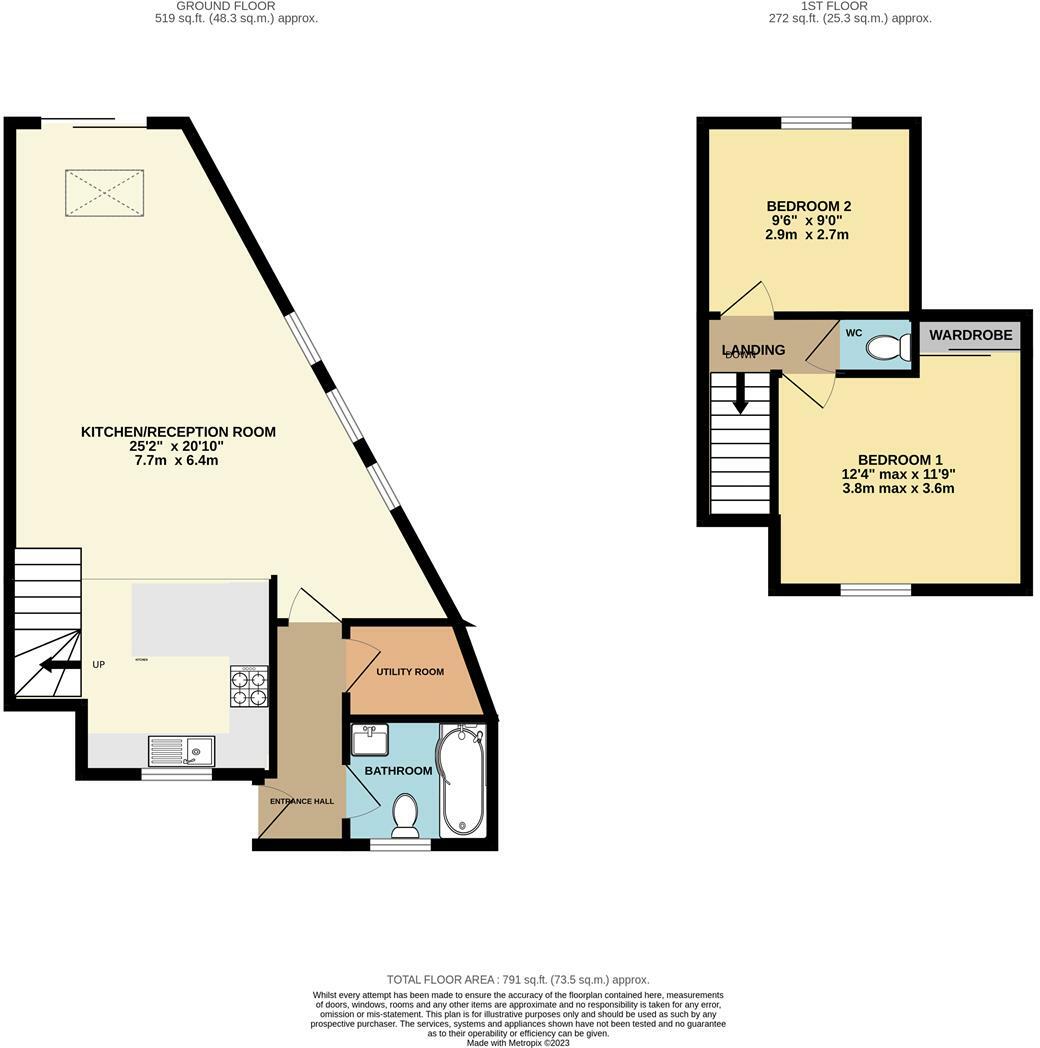 GROUND FLOOR
519 sq.ft. (48.3 sq.m.) approx.
1ST FLOOR
272 sq.ft. (25.3 sq.m.) approx.
BEDROOM 2
9'6" x 9'0"
2.9m x 2.7m
WC
WARDROBE
LANDING
DOWN
KITCHEN/RECEPTION ROOM
25'2" x 20'10"
7.7m x 6.4m
BEDROOM 1
12'4" max x 11'9"
3.8m max x 3.6m
UP
KITCHEN
UTILITY ROOM
BATHROOM
ENTRANCE HALL
TOTAL FLOOR AREA : 791 sq.ft. (73.5 sq.m.) approx.
Whilst every attempt has been made to ensure the accuracy of the floorplan contained here, measurements
of doors, windows, rooms and any other items are approximate and no responsibility is taken for any error,
omission or mis-statement. This plan is for illustrative purposes only and should be used as such by any
prospective purchaser. The services, systems and appliances shown have not been tested and no guarantee
as to their operability or efficiency can be given.
Made with Metropix ©2023